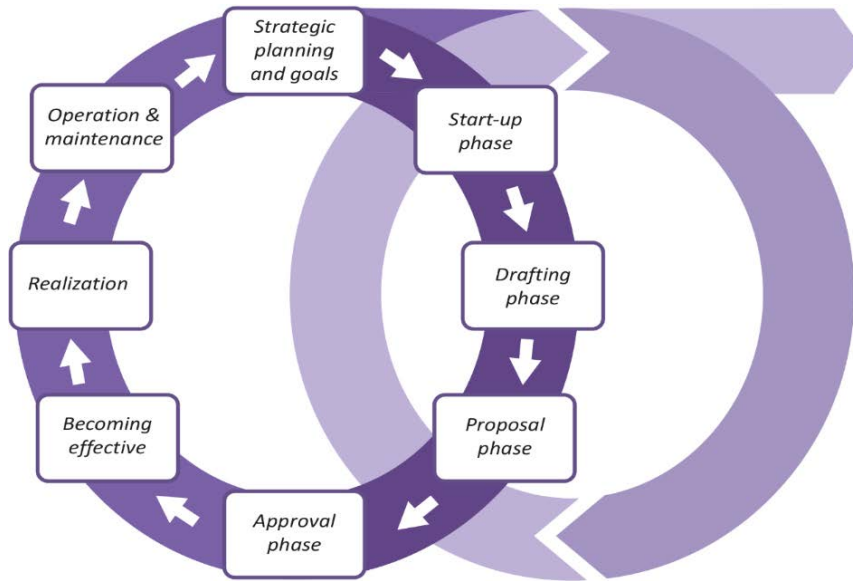 Strategic
planning
and goals
Start-up
phase
Drafting
phase
Proposal
phase
Approval
phase
Becoming
effective
Realization
Operation &
maintenance